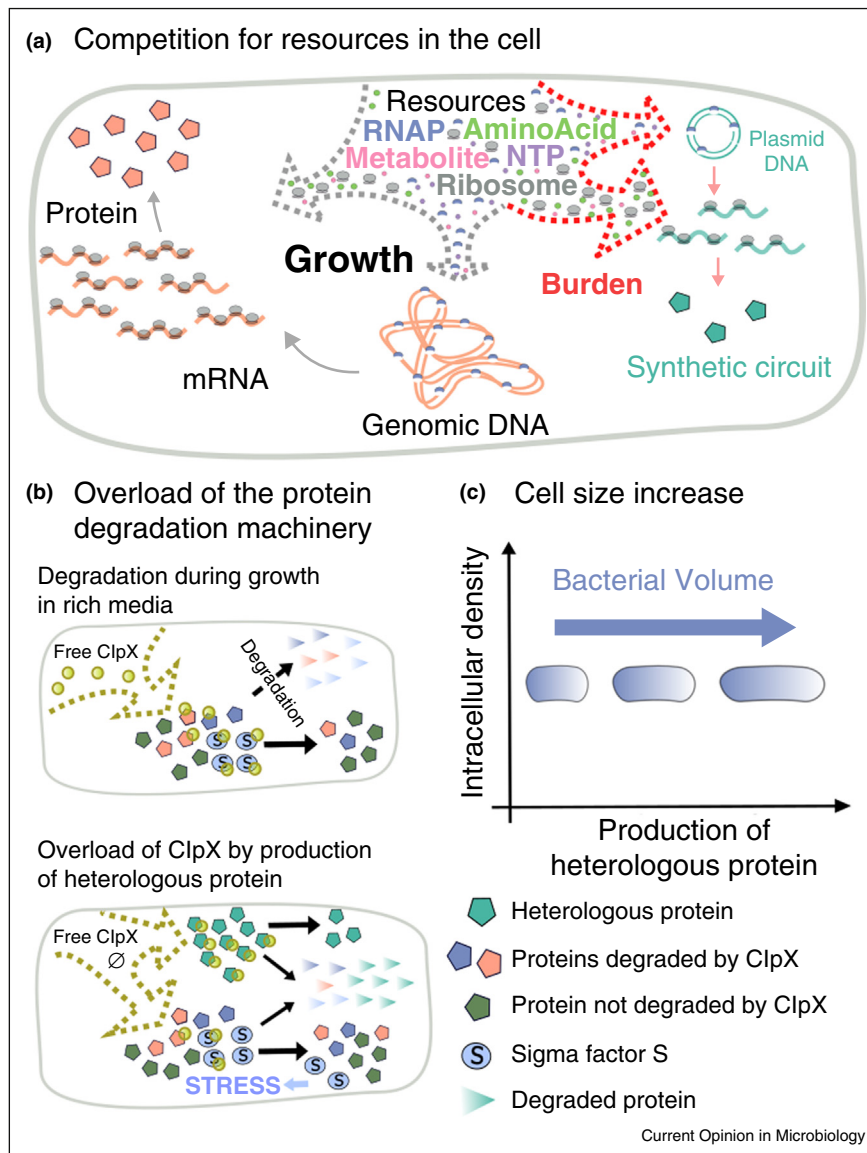 (a) Competition for resources in the cell
Resources
RNAP AminoAcid
Metabolite NTP
Ribosome
Plasmid
DNA
Protein
Growth
Burden
mRNA
Synthetic circuit
Genomic DNA
(b) Overload of the protein
degradation machinery
Degradation during growth
in rich media
Free ClpX
Degradation
S S
S S
Overload of ClpX by production
of heterologous protein
Free ClpX
∅
S S
S S
S
S
STRESS
(c) Cell size increase
Intracellular density
Bacterial Volume
Production of
heterologous protein
Heterologous protein
Proteins degraded by ClpX
Protein not degraded by ClpX
S Sigma factor S
Degraded protein
Current Opinion in Microbiology